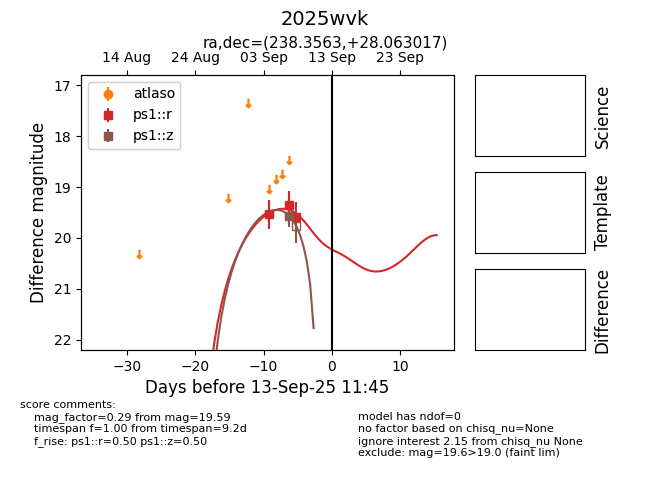 2025wvk
ra,dec=(238.3563,+28.063017)
14 Aug 24 Aug 03 Sep 13 Sep 23 Sep
atlaso
ps1::r
ps1::z
17
18
19
20
21
22
Difference magnitude
−30 −20 −10 0 10
Days before 13-Sep-25 11:45
Science
Template
Difference
score comments:
mag_factor=0.29 from mag=19.59
timespan f=1.00 from timespan=9.2d
f_rise: ps1::r=0.50 ps1::z=0.50
model has ndof=0
no factor based on chisq_nu=None
ignore interest 2.15 from chisq_nu None
exclude: mag=19.6>19.0 (faint lim)